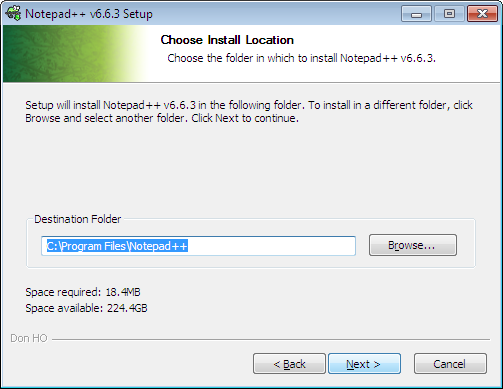 Notepad++ v6.6.3 Setup
Choose Install Location
Choose the folder in which to install Notepad++ v6.6.3.
Setup will install Notepad++ v6.6.3 in the following folder. To install in a different folder, click
Browse and select another folder. Click Next to continue.
Destination Folder
C:\Program Files\Notepad++
Browse...
Space required: 18.4MB
Space available: 224.4GB
Don HO
< Back
Next >
Cancel